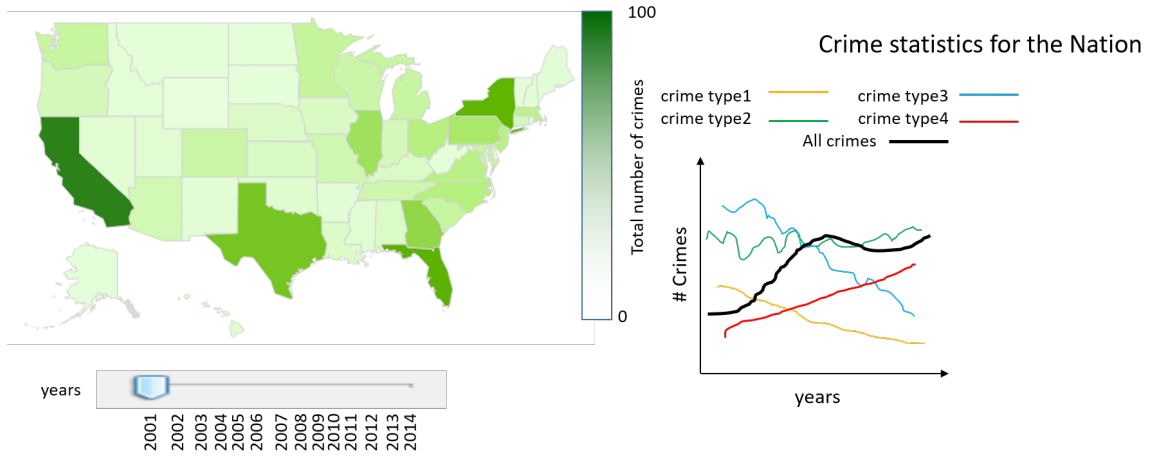 100
Total number of crimes
0
years
2001
2002
2003
2004
2005
2006
2007
2008
2009
2010
2011
2012
2013
2014
Crime statistics for the Nation
crime type1
crime type3
crime type2
crime type4
All crimes
# Crimes
years